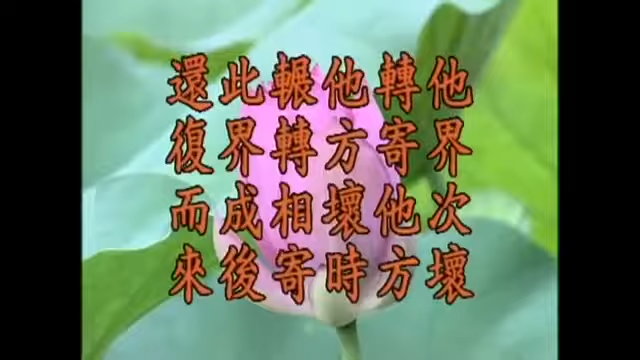 他界次壞
轉寄他方
他方壞時
輾轉相寄
此界成後
還復而來